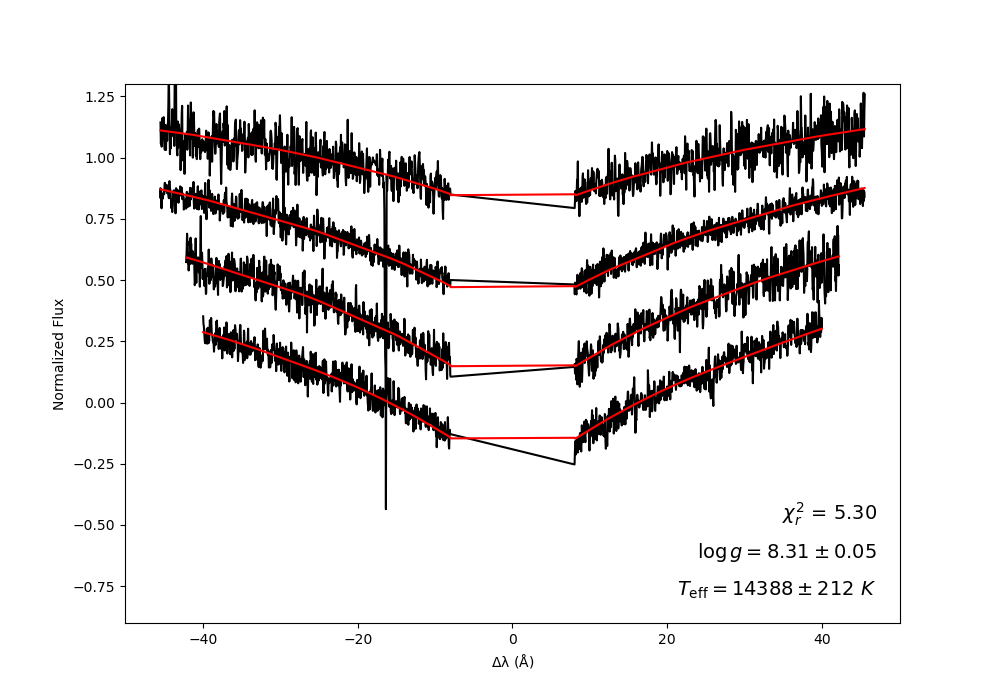 1.25
1.00
0.75
0.50
0.25
0.00
−0.25
−0.50
−0.75
Normalized Flux
χ²ᵣ = 5.30
log g = 8.31 ± 0.05
T_eff = 14388 ± 212 K
−40 −20 0 20 40
Δλ (Å)